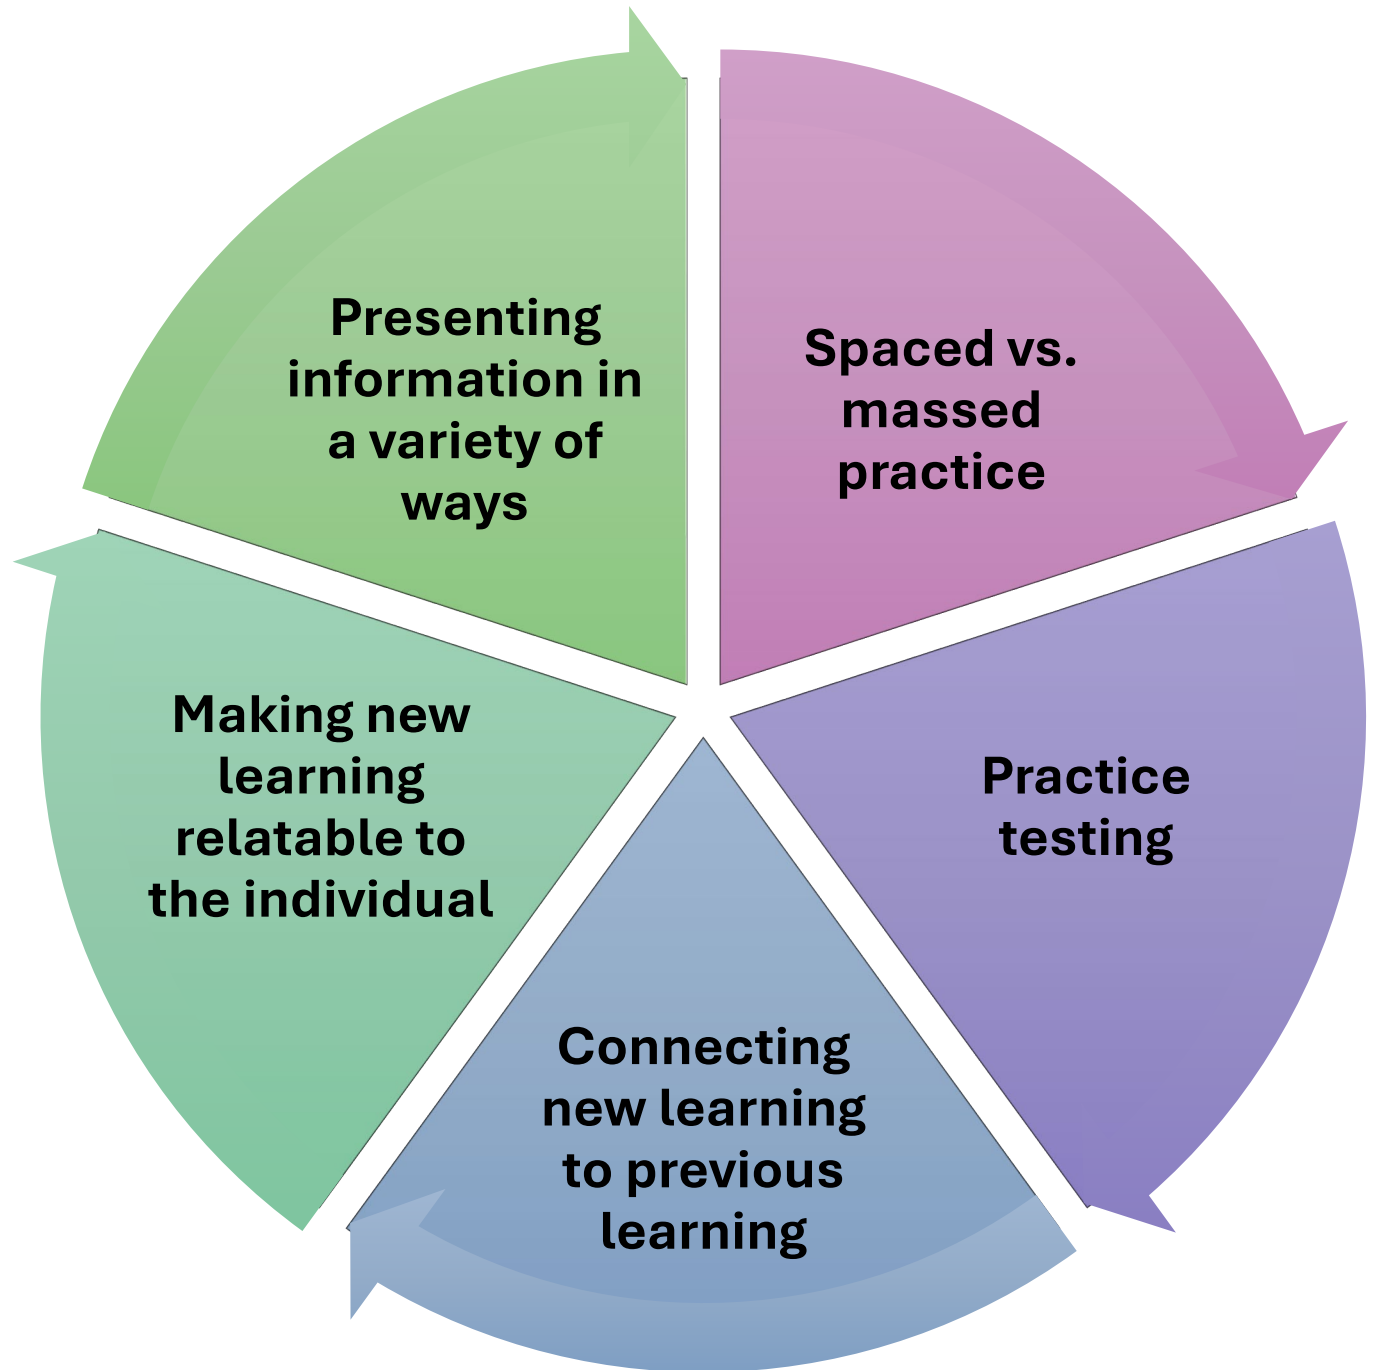 Presenting
information in
a variety of
ways
Spaced vs.
massed
practice
Practice
testing
Connecting
new learning
to previous
learning
Making new
learning
relatable to
the individual